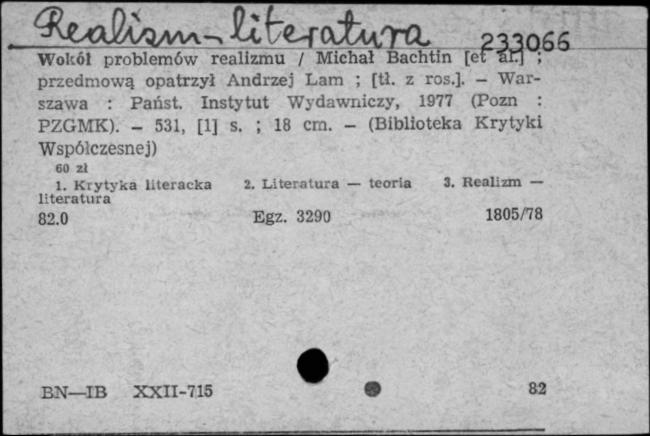 Realizm - literatura
233066
Wokół problemów realizmu / Michał Bachtin [et al.] ;
przedmową opatrzył Andrzej Lam ; [tł. z ros.]. — War-
szawa : Państ. Instytut Wydawniczy, 1977 (Pozn :
PZGMK). — 531, [1] s. ; 18 cm. — (Biblioteka Krytyki
Współczesnej)
60 zł
1. Krytyka literacka 2. Literatura — teoria 3. Realizm —
literatura
82.0 Egz. 3290 1805/78
BN—IB XXII-715 82